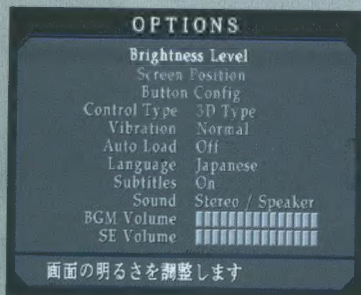 OPTIONS
Brightness Level
Screen Position
Button Config
Control Type 3D Type
Vibration Normal
Auto Load Off
Language Japanese
Subtitles On
Sound Stereo / Speaker
BGM Volume
SE Volume
画面の明るさを調整します